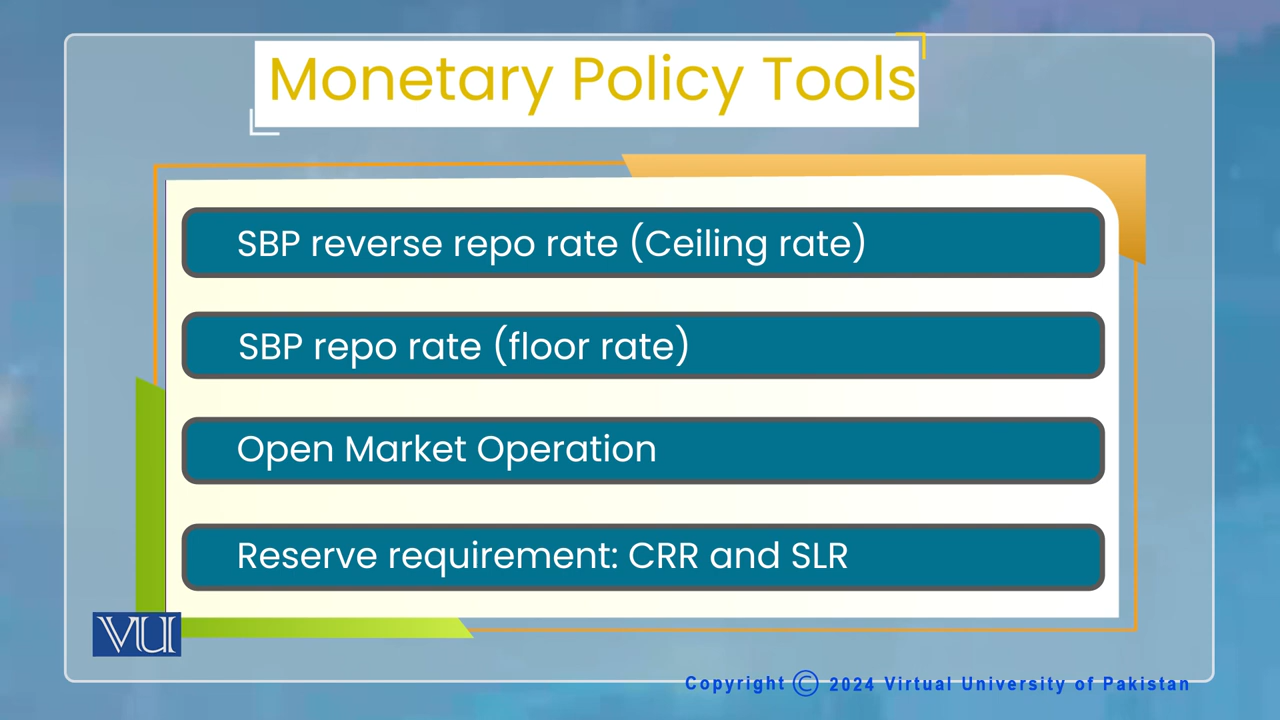 Monetary Policy Tools
SBP reverse repo rate (Ceiling rate)
SBP repo rate (floor rate)
Open Market Operation
Reserve requirement: CRR and SLR
VU
Copyright © 2024 Virtual University of Pakistan